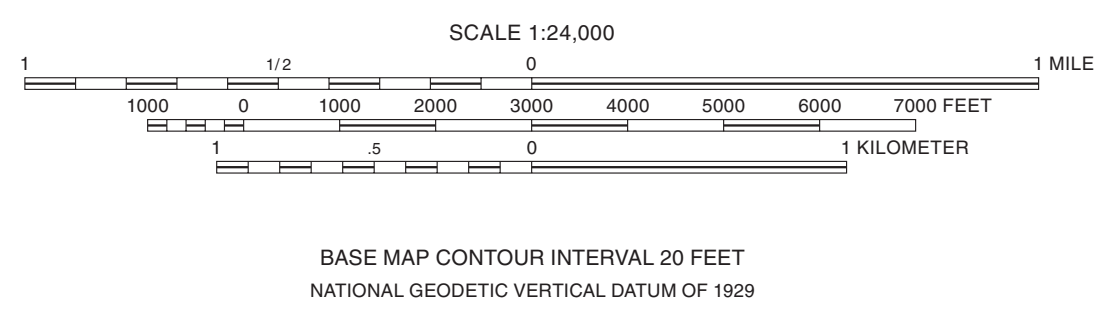 SCALE 1:24,000
1 1/2 0 1 MILE
1000 0 1000 2000 3000 4000 5000 6000 7000 FEET
1 .5 0 1 KILOMETER
BASE MAP CONTOUR INTERVAL 20 FEET
NATIONAL GEODETIC VERTICAL DATUM OF 1929